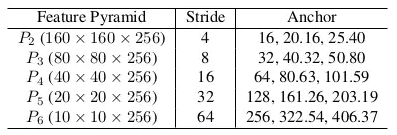 Feature Pyramid Stride Anchor
P₂ (160 × 160 × 256) 4 16, 20.16, 25.40
P₃ (80 × 80 × 256) 8 32, 40.32, 50.80
P₄ (40 × 40 × 256) 16 64, 80.63, 101.59
P₅ (20 × 20 × 256) 32 128, 161.26, 203.19
P₆ (10 × 10 × 256) 64 256, 322.54, 406.37